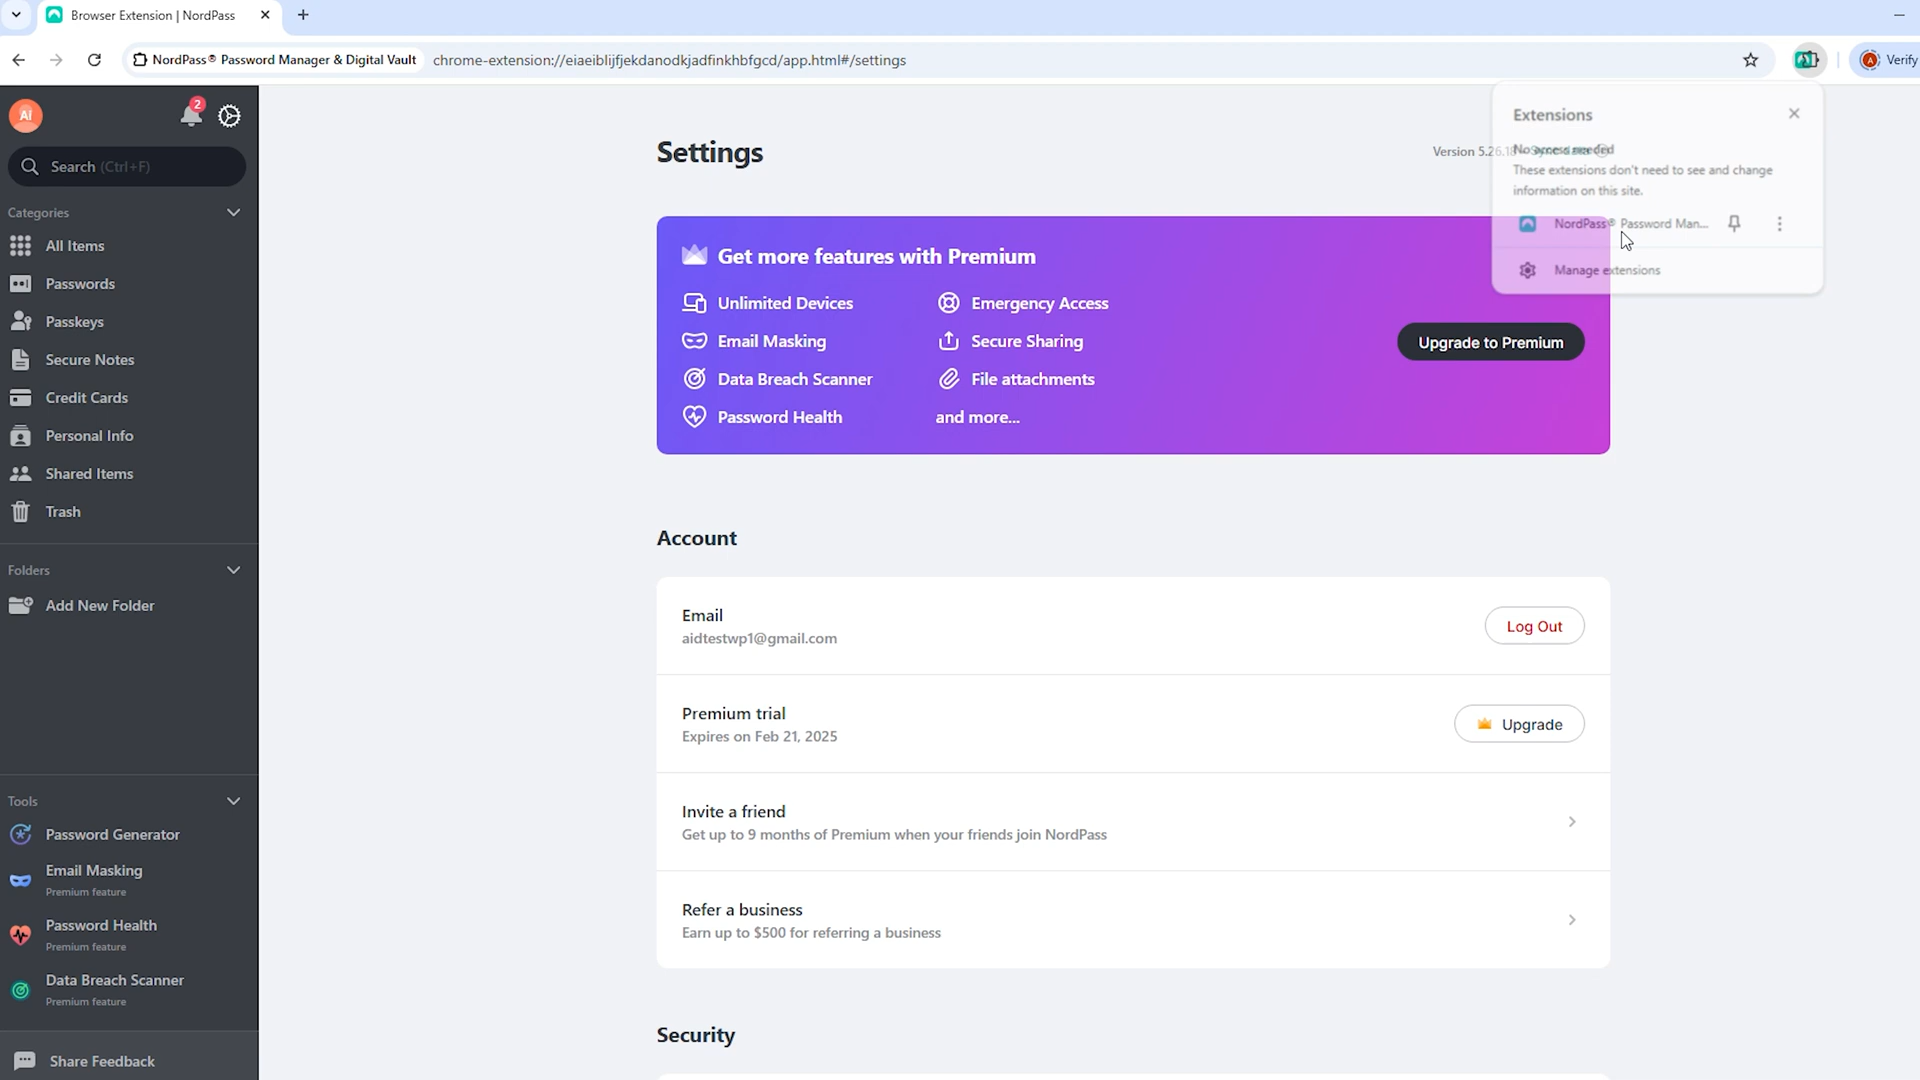 Browser Extension | NordPass
NordPass® Password Manager & Digital Vault
chrome-extension://eiaeiblijfjekdanodkjadfinkhbfgcd/app.html#/settings
Verify
AI
2
Search (Ctrl+F)
Categories
All Items
Passwords
Passkeys
Secure Notes
Credit Cards
Personal Info
Shared Items
Trash
Folders
Add New Folder
Tools
Password Generator
Email Masking
Premium feature
Password Health
Premium feature
Data Breach Scanner
Premium feature
Share Feedback
Settings
Version 5.26.
Extensions
No access needed
These extensions don't need to see and change
information on this site.
NordPass® Password Man...
Manage extensions
Get more features with Premium
Unlimited Devices
Emergency Access
Email Masking
Secure Sharing
Data Breach Scanner
File attachments
Password Health
and more...
Upgrade to Premium
Account
Email
aidtestwp1@gmail.com
Log Out
Premium trial
Expires on Feb 21, 2025
Upgrade
Invite a friend
Get up to 9 months of Premium when your friends join NordPass
Refer a business
Earn up to $500 for referring a business
Security